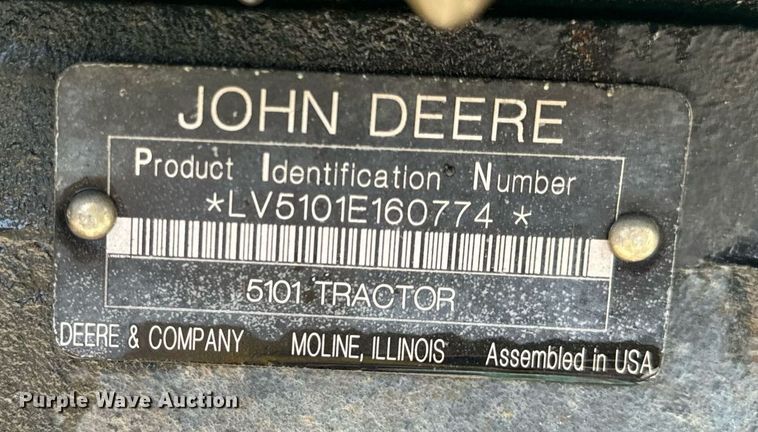 JOHN DEERE
Product Identification Number
*LV5101E160774 *
5101 TRACTOR
DEERE & COMPANY MOLINE, ILLINOIS Assembled in USA
Purple Wave Auction